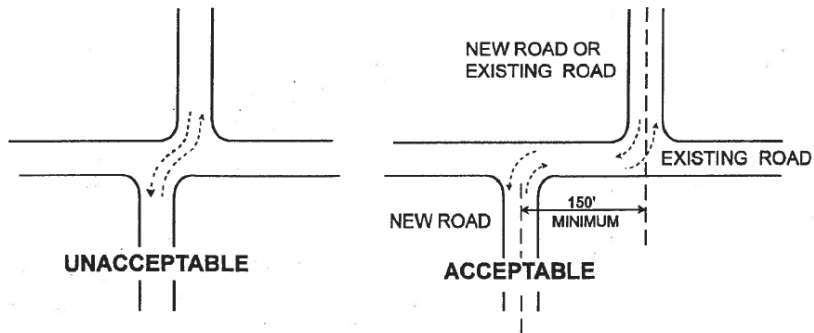 NEW ROAD OR
EXISTING ROAD
EXISTING ROAD
150'
MINIMUM
NEW ROAD
UNACCEPTABLE
ACCEPTABLE